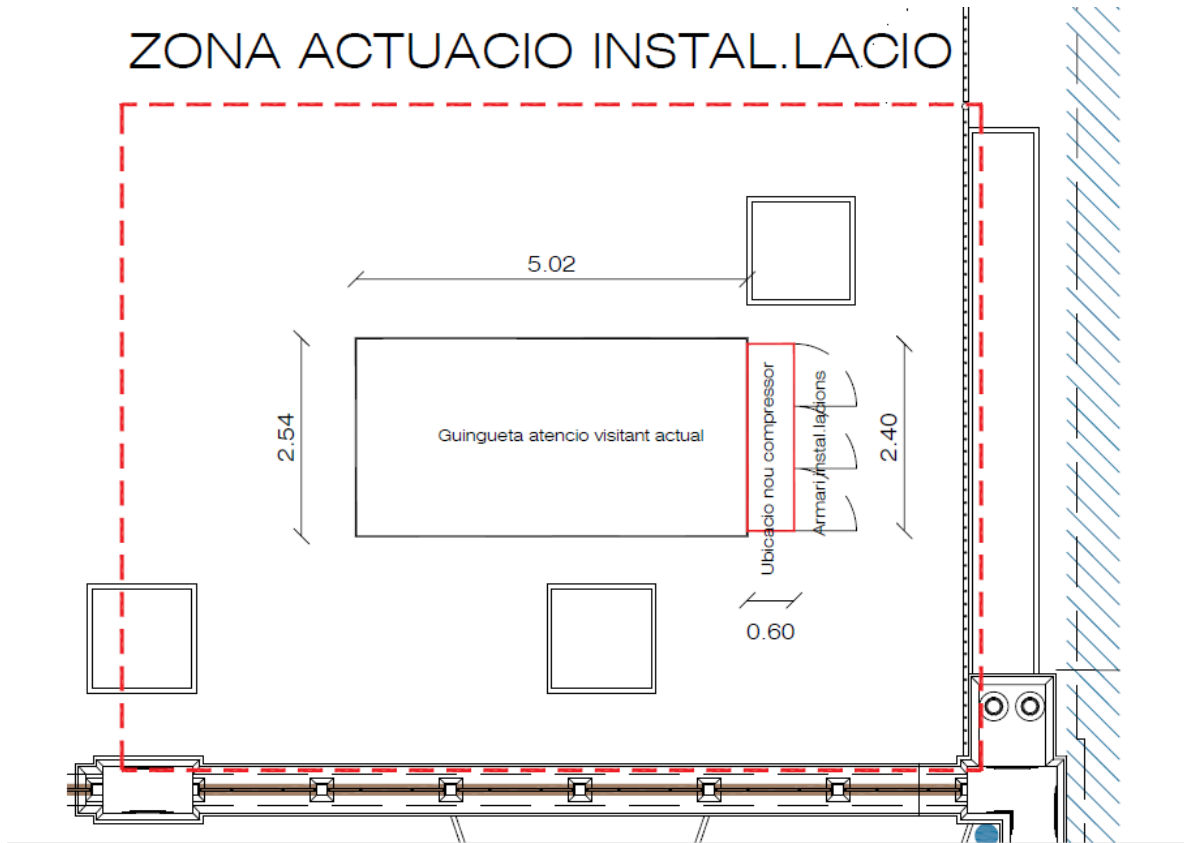 ZONA ACTUACIO INSTAL.LACIO
5.02
2.54
Guingueta atencio visitant actual
Ubicacio nou compressor
Armari instal.lacions
2.40
0.60